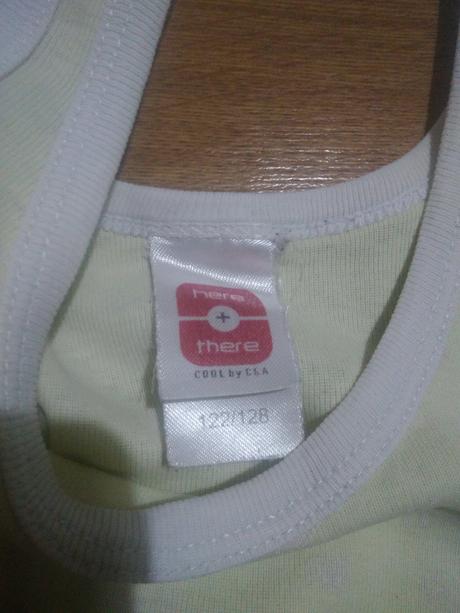 here
+
there
COOL by C&A
122/128